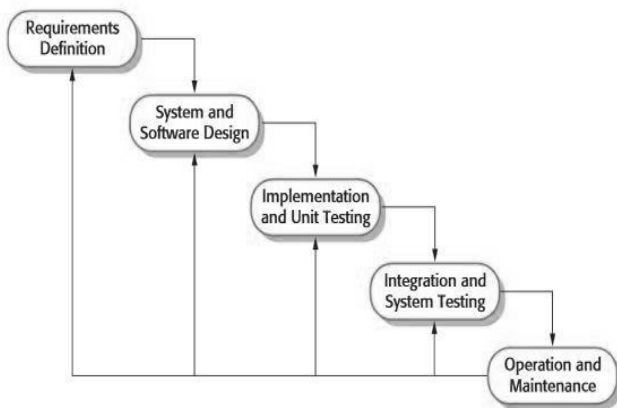 Requirements
Definition
System and
Software Design
Implementation
and Unit Testing
Integration and
System Testing
Operation and
Maintenance